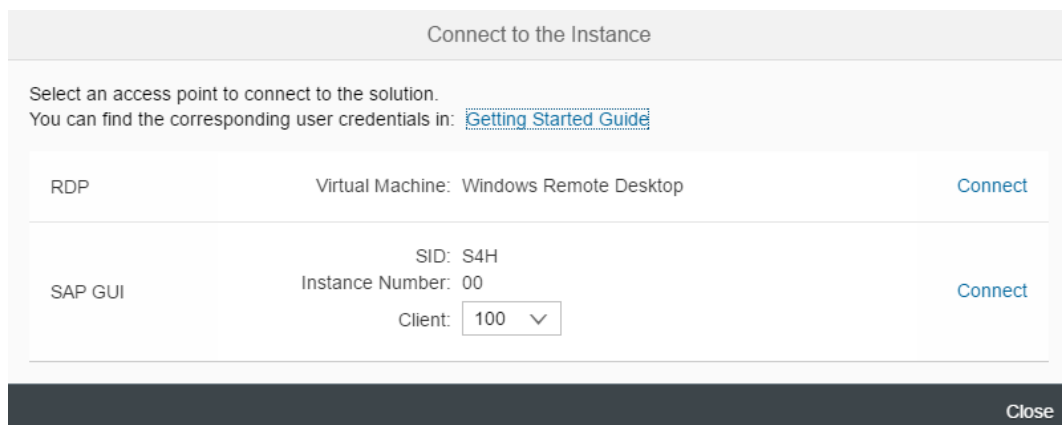 Connect to the Instance
Select an access point to connect to the solution.
You can find the corresponding user credentials in: Getting Started Guide
RDP Virtual Machine: Windows Remote Desktop Connect
SID: S4H
Instance Number: 00
SAP GUI Connect
Client: 100
Close